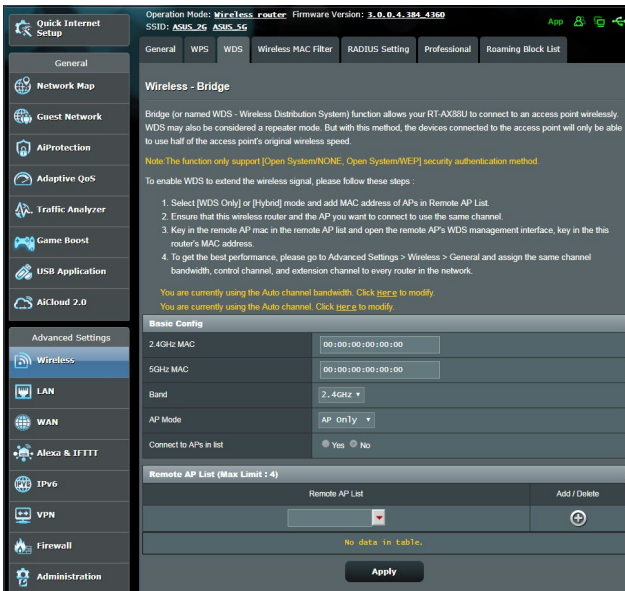 Quick Internet
Setup
General
Network Map
Guest Network
AiProtection
Adaptive QoS
Traffic Analyzer
Game Boost
USB Application
AiCloud 2.0
Advanced Settings
Wireless
LAN
WAN
Alexa & IFTTT
IPv6
VPN
Firewall
Administration
Operation Mode: Wireless router Firmware Version: 3.0.0.4.384_4360
SSID: ASUS_2G ASUS_5G
App
General WPS WDS Wireless MAC Filter RADIUS Setting Professional Roaming Block List
Wireless - Bridge
Bridge (or named WDS - Wireless Distribution System) function allows your RT-AX88U to connect to an access point wirelessly.
WDS may also be considered a repeater mode. But with this method, the devices connected to the access point will only be able
to use half of the access point's original wireless speed.
Note:The function only support [Open System/NONE, Open System/WEP] security authentication method.
To enable WDS to extend the wireless signal, please follow these steps :
1. Select [WDS Only] or [Hybrid] mode and add MAC address of APs in Remote AP List.
2. Ensure that this wireless router and the AP you want to connect to use the same channel.
3. Key in the remote AP mac in the remote AP list and open the remote AP's WDS management interface, key in the this
router's MAC address.
4. To get the best performance, please go to Advanced Settings > Wireless > General and assign the same channel
bandwidth, control channel, and extension channel to every router in the network.
You are currently using the Auto channel bandwidth. Click Here to modify.
You are currently using the Auto channel. Click Here to modify.
Basic Config
2.4GHz MAC 00:00:00:00:00:00
5GHz MAC 00:00:00:00:00:00
Band 2.4GHz
AP Mode AP Only
Connect to APs in list Yes No
Remote AP List (Max Limit : 4)
Remote AP List Add / Delete
No data in table.
Apply